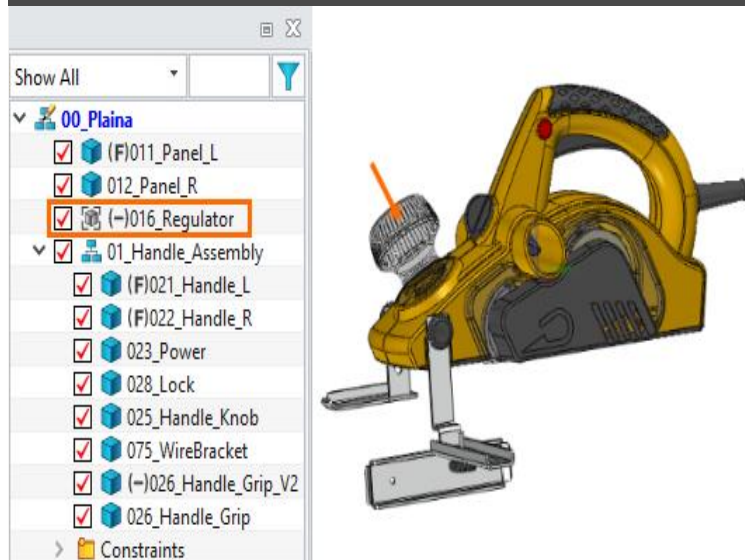 Show All
00_Plaina
(F)011_Panel_L
012_Panel_R
(-)016_Regulator
01_Handle_Assembly
(F)021_Handle_L
(F)022_Handle_R
023_Power
028_Lock
025_Handle_Knob
075_WireBracket
(-)026_Handle_Grip_V2
026_Handle_Grip
Constraints